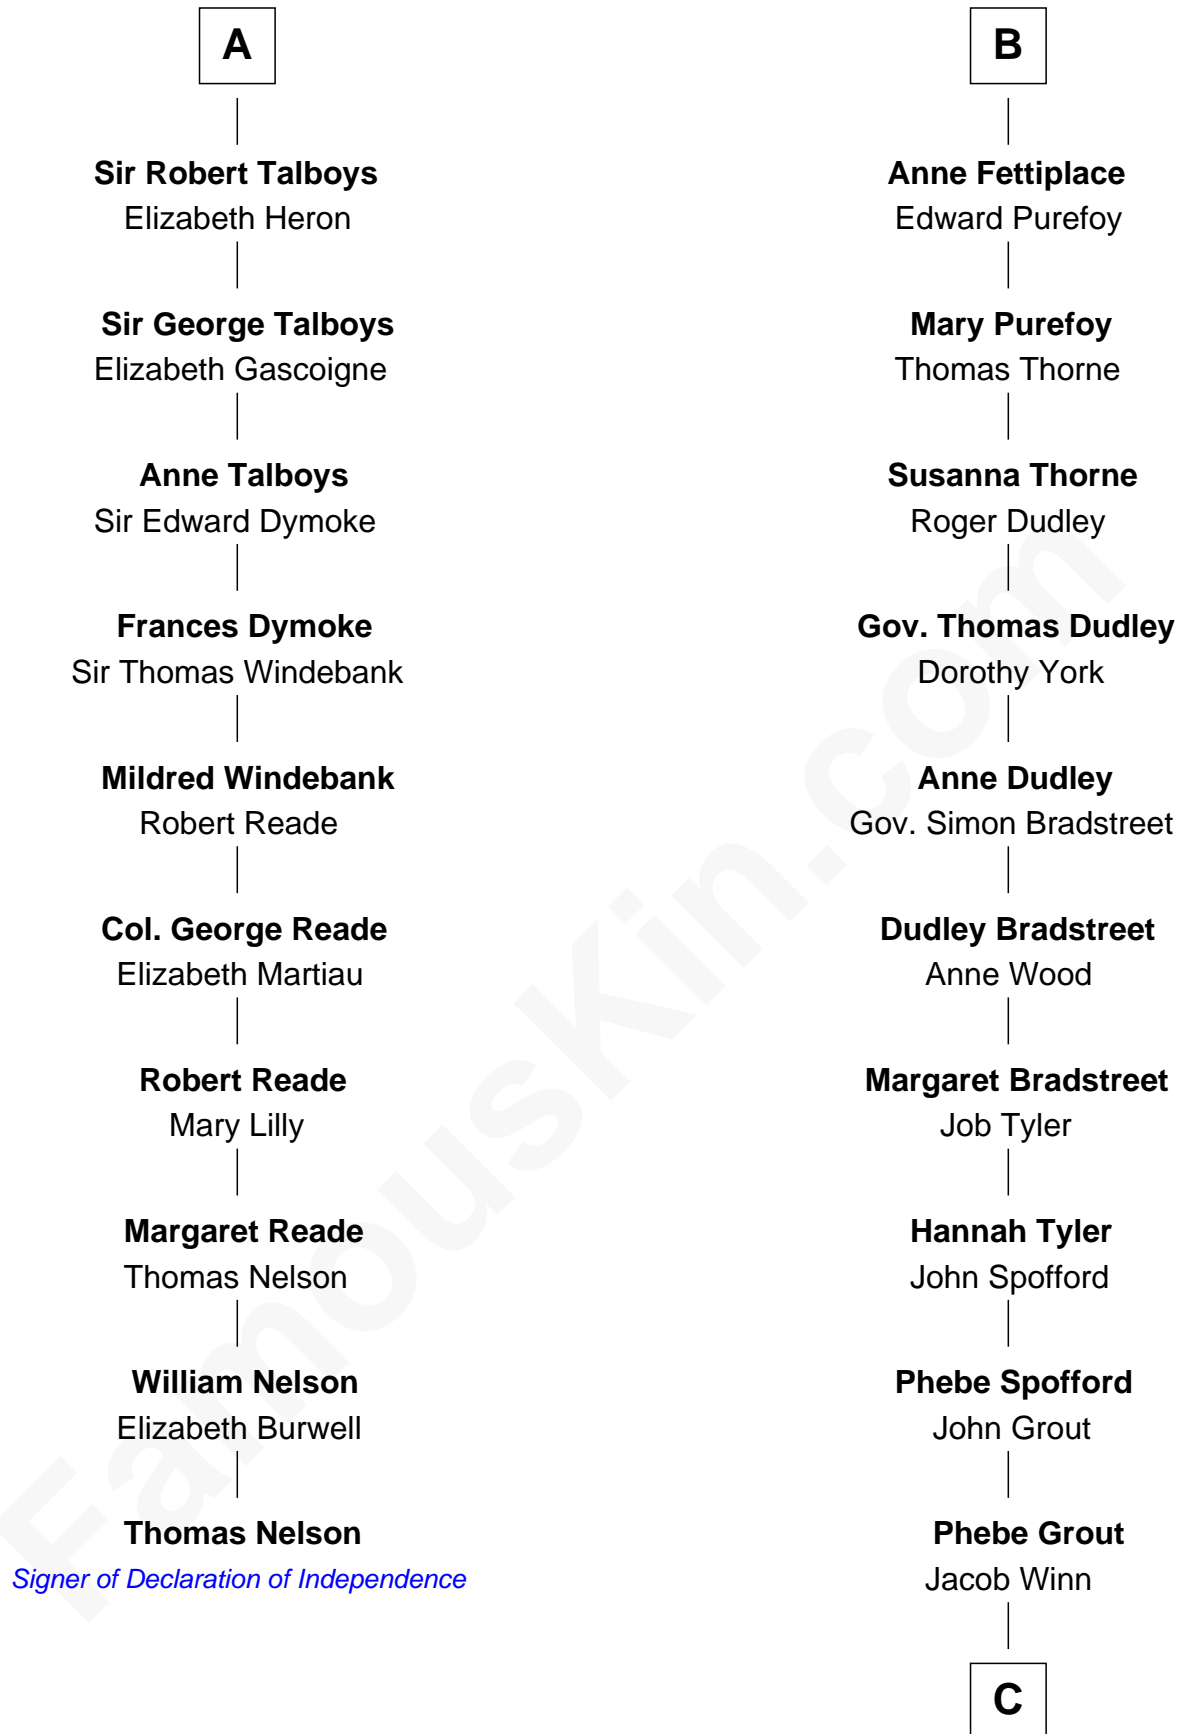 A
Sir Robert Talboys
Elizabeth Heron
Sir George Talboys
Elizabeth Gascoigne
Anne Talboys
Sir Edward Dymoke
Frances Dymoke
Sir Thomas Windebank
Mildred Windebank
Robert Reade
Col. George Reade
Elizabeth Martiau
Robert Reade
Mary Lilly
Margaret Reade
Thomas Nelson
William Nelson
Elizabeth Burwell
Thomas Nelson
Signer of Declaration of Independence
B
Anne Fettiplace
Edward Purefoy
Mary Purefoy
Thomas Thorne
Susanna Thorne
Roger Dudley
Gov. Thomas Dudley
Dorothy York
Anne Dudley
Gov. Simon Bradstreet
Dudley Bradstreet
Anne Wood
Margaret Bradstreet
Job Tyler
Hannah Tyler
John Spofford
Phebe Spofford
John Grout
Phebe Grout
Jacob Winn
C
FamousKin.com